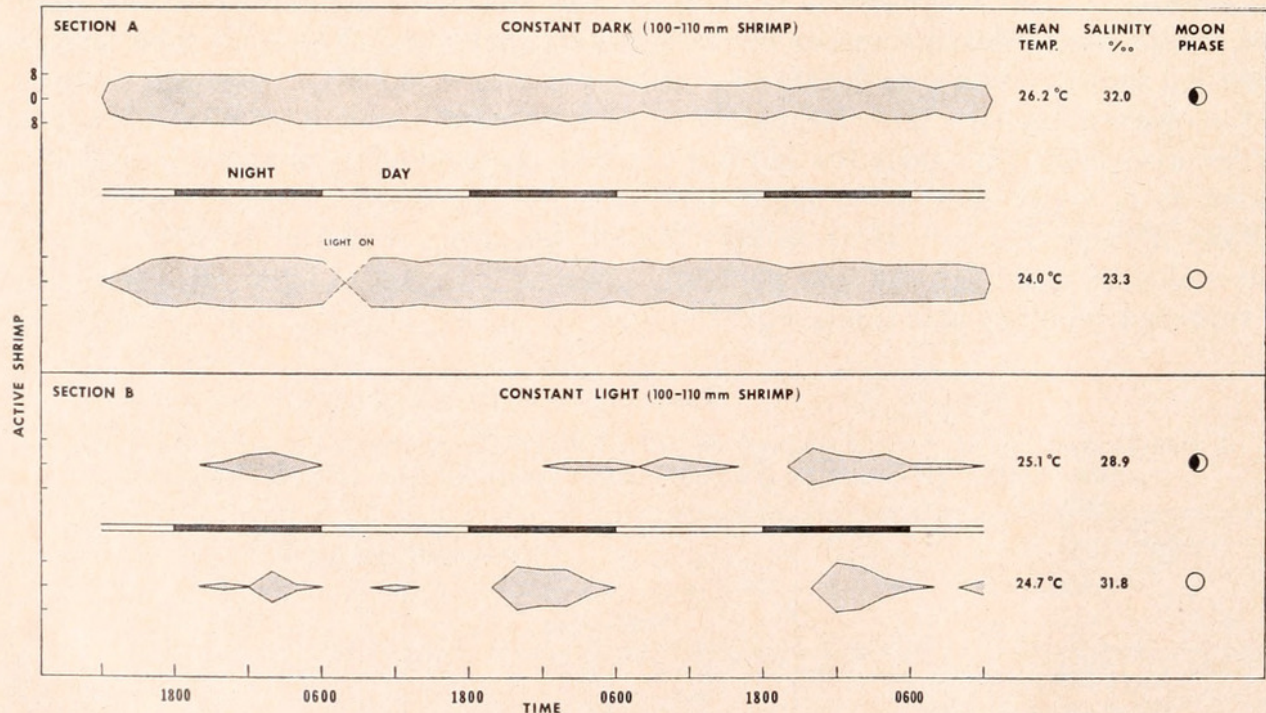 SECTION A
CONSTANT DARK (100-110 mm SHRIMP)
MEAN TEMP.
SALINITY ‰
MOON PHASE
8
0
8
26.2 °C
32.0
NIGHT
DAY
LIGHT ON
24.0 °C
23.3
ACTIVE SHRIMP
SECTION B
CONSTANT LIGHT (100-110 mm SHRIMP)
25.1 °C
28.9
24.7 °C
31.8
1800
0600
1800
0600
1800
0600
TIME